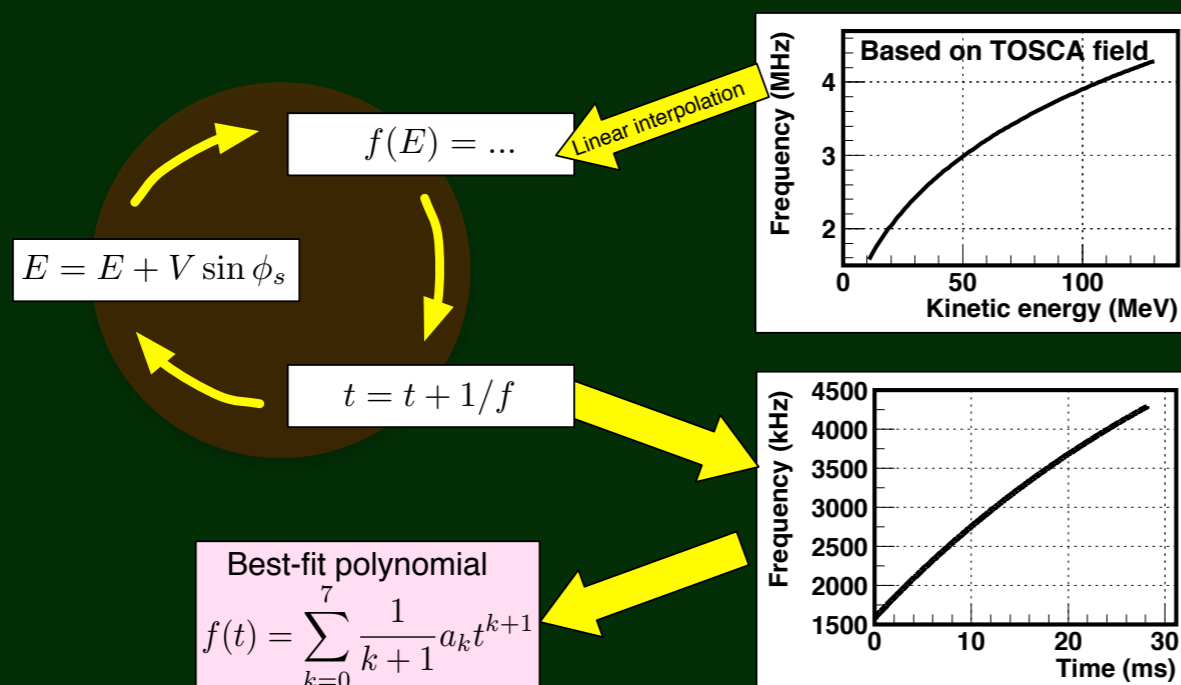 f(E) = ...
Linear interpolation
E = E + V sin ϕ_s
t = t + 1/f
Best-fit polynomial
f(t) = \sum_{k=0}^{7} \frac{1}{k+1} a_k t^{k+1}
Based on TOSCA field
Frequency (MHz)
4
3
2
0 50 100
Kinetic energy (MeV)
Frequency (kHz)
4500
4000
3500
3000
2500
2000
1500
0 10 20 30
Time (ms)